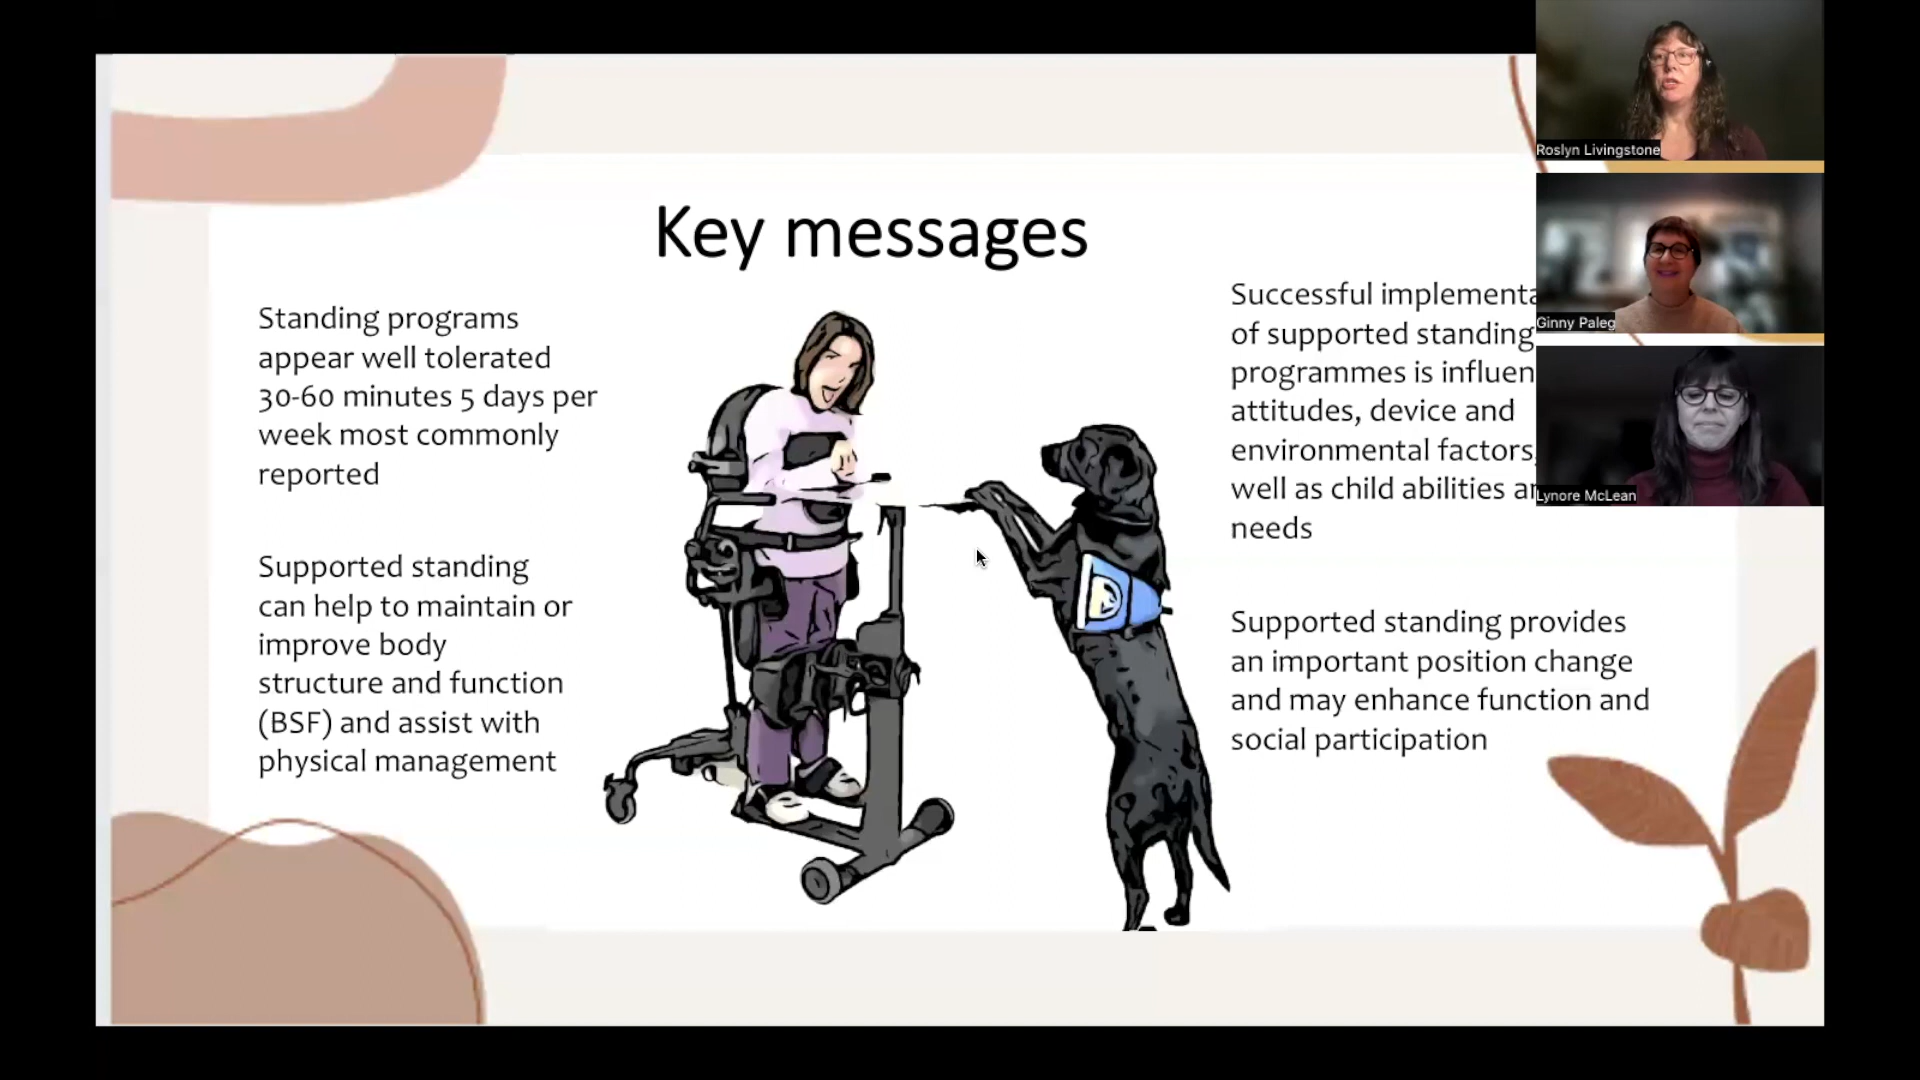 Key messages
Standing programs
appear well tolerated
30-60 minutes 5 days per
week most commonly
reported
Supported standing
can help to maintain or
improve body
structure and function
(BSF) and assist with
physical management
Successful
of supported standing
programmes is
attitudes, device and
environmental factors,
well as child abilities
needs
Supported standing provides
an important position change
and may enhance function and
social participation
Roslyn Livingstone
Ginny Paleg
Lynore McLean